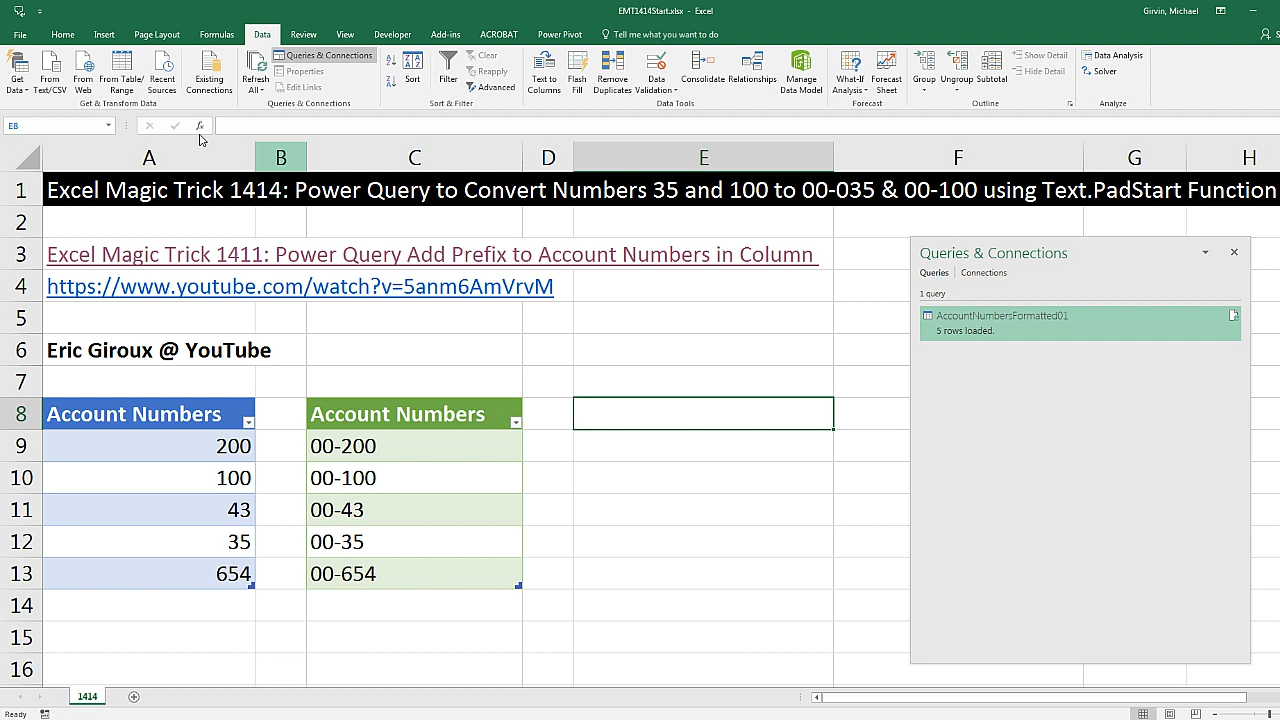 EMT1414Start.xlsx - Excel
Girvin, Michael
File Home Insert Page Layout Formulas Data Review View Developer Add-ins ACROBAT Power Pivot Tell me what you want to do
Get Data
From Text/CSV
From Web
From Table/ Range
Recent Sources
Existing Connections
Get & Transform Data
Refresh All
Queries & Connections
Properties
Edit Links
Queries & Connections
Sort
Filter
Clear
Reapply
Advanced
Sort & Filter
Text to Columns
Flash Fill
Remove Duplicates
Data Validation
Consolidate
Relationships
Manage Data Model
Data Tools
What-If Analysis
Forecast Sheet
Forecast
Group
Ungroup
Subtotal
Show Detail
Hide Detail
Outline
Data Analysis
Solver
Analyze
E8
fx
A B C D E F G H
1 Excel Magic Trick 1414: Power Query to Convert Numbers 35 and 100 to 00-035 & 00-100 using Text.PadStart Function
2
3 Excel Magic Trick 1411: Power Query Add Prefix to Account Numbers in Column
4 https://www.youtube.com/watch?v=5anm6AmVrvM
5
6 Eric Giroux @ YouTube
7
8 Account Numbers Account Numbers
9 200 00-200
10 100 00-100
11 43 00-43
12 35 00-35
13 654 00-654
14
15
16
Queries & Connections
Queries Connections
1 query
AccountNumbersFormatted01
5 rows loaded.
1414
Ready